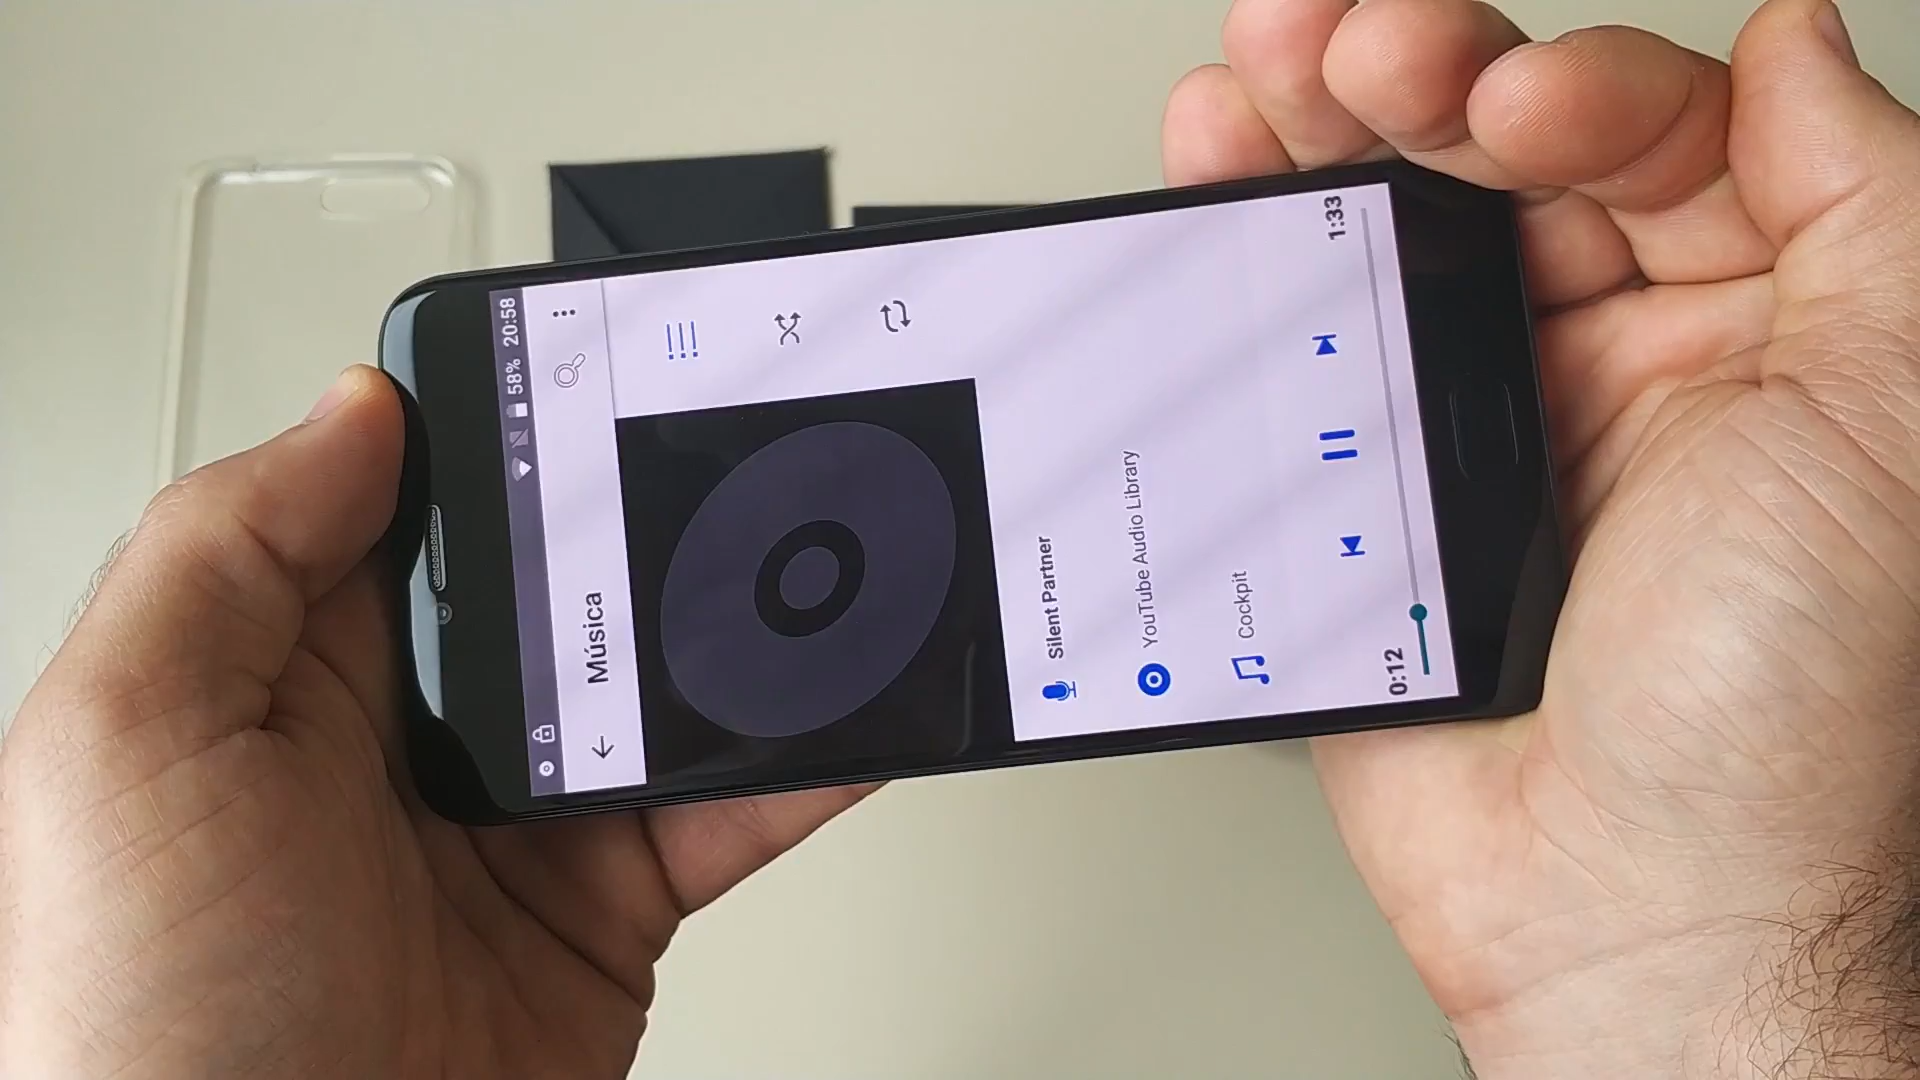 58% 20:58
Música
Silent Partner
YouTube Audio Library
Cockpit
0:12
1:33